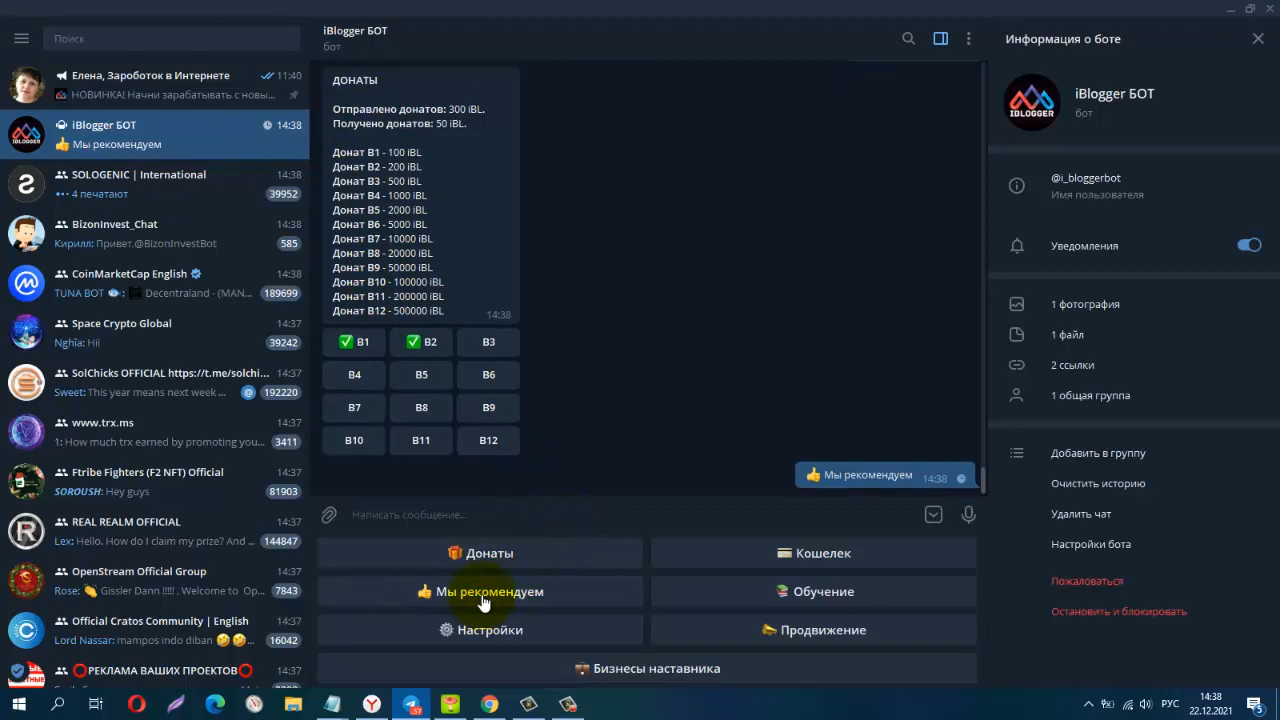 Поиск
Елена, Зароботок в Интернете 11:40
НОВИНКА! Начни зарабатывать с новы...
iBlogger БОТ 14:38
👍 Мы рекомендуем
SOLOGENIC | International 14:38
4 печатают 39952
BizonInvest_Chat 14:38
Кирилл: Привет.@BizonInvestBot 585
CoinMarketCap English 14:38
TUNA BOT 👁: Decentraland - (MAN... 189699
Space Crypto Global 14:37
Nghĩa: Hii 39242
SolChicks OFFICIAL https://t.me/solchi... 14:37
Sweet: This year means next week ... @ 192220
www.trx.ms 14:37
1: How much trx earned by promoting you... 3411
Ftribe Fighters (F2 NFT) Official 14:37
SOROUSH: Hey guys 81903
REAL REALM OFFICIAL 14:37
Lex: Hello. How do I claim my prize? And ... 144847
OpenStream Official Group 14:37
Rose: 👏 Gissler Dann !!!!! . Welcome to Op... 7843
Official Cratos Community | English 14:37
Lord Nassar: mampos indo diban 🤣🤣... 16042
⭕РЕКЛАМА ВАШИХ ПРОЕКТОВ⭕ 14:37
iBlogger БОТ
бот
ДОНАТЫ
Отправлено донатов: 300 iBL.
Получено донатов: 50 iBL.
Донат B1 - 100 iBL
Донат B2 - 200 iBL
Донат B3 - 500 iBL
Донат B4 - 1000 iBL
Донат B5 - 2000 iBL
Донат B6 - 5000 iBL
Донат B7 - 10000 iBL
Донат B8 - 20000 iBL
Донат B9 - 50000 iBL
Донат B10 - 100000 iBL
Донат B11 - 200000 iBL
Донат B12 - 500000 iBL
14:38
✅ B1 ✅ B2 B3
B4 B5 B6
B7 B8 B9
B10 B11 B12
👍 Мы рекомендуем 14:38
Написать сообщение...
🎁 Донаты 💳 Кошелек
👍 Мы рекомендуем 📚 Обучение
⚙ Настройки 📣 Продвижение
💼 Бизнесы наставника
Информация о боте
IBLOGGER
iBlogger БОТ
бот
@i_bloggerbot
Имя пользователя
Уведомления
1 фотография
1 файл
2 ссылки
1 общая группа
Добавить в группу
Очистить историю
Удалить чат
Настройки бота
Пожаловаться
Остановить и блокировать
РУС
14:38
22.12.2021